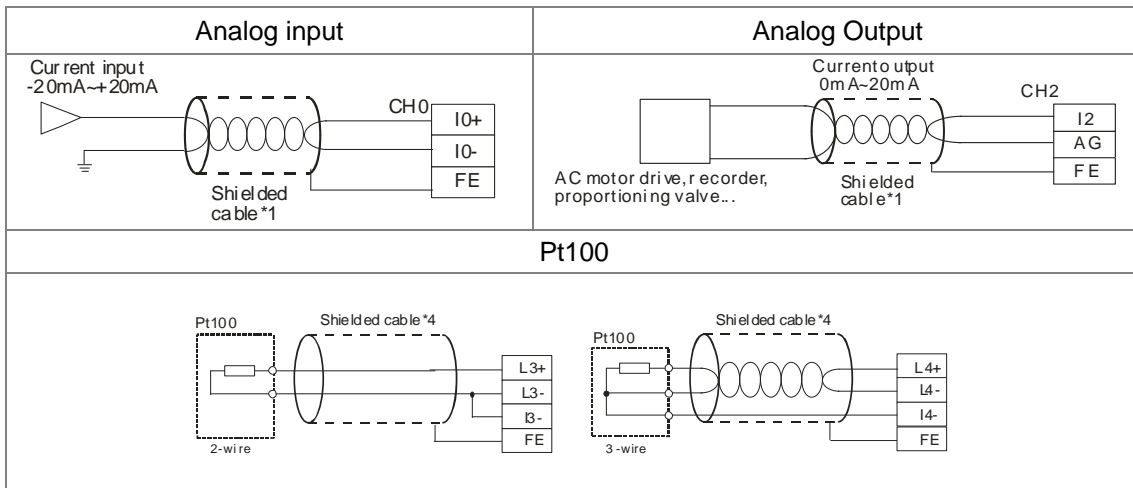 Analog input
Analog Output
Current input
-20mA~+20mA
CH0
I0+
I0-
FE
Shielded
cable*1
Current output
0mA~20mA
CH2
I2
AG
FE
AC motor drive, recorder,
proportioning valve...
Shielded
cable*1
Pt100
Pt100
Shielded cable*4
L3+
L3-
I3-
FE
2-wire
Pt100
Shielded cable*4
L4+
L4-
I4-
FE
3-wire